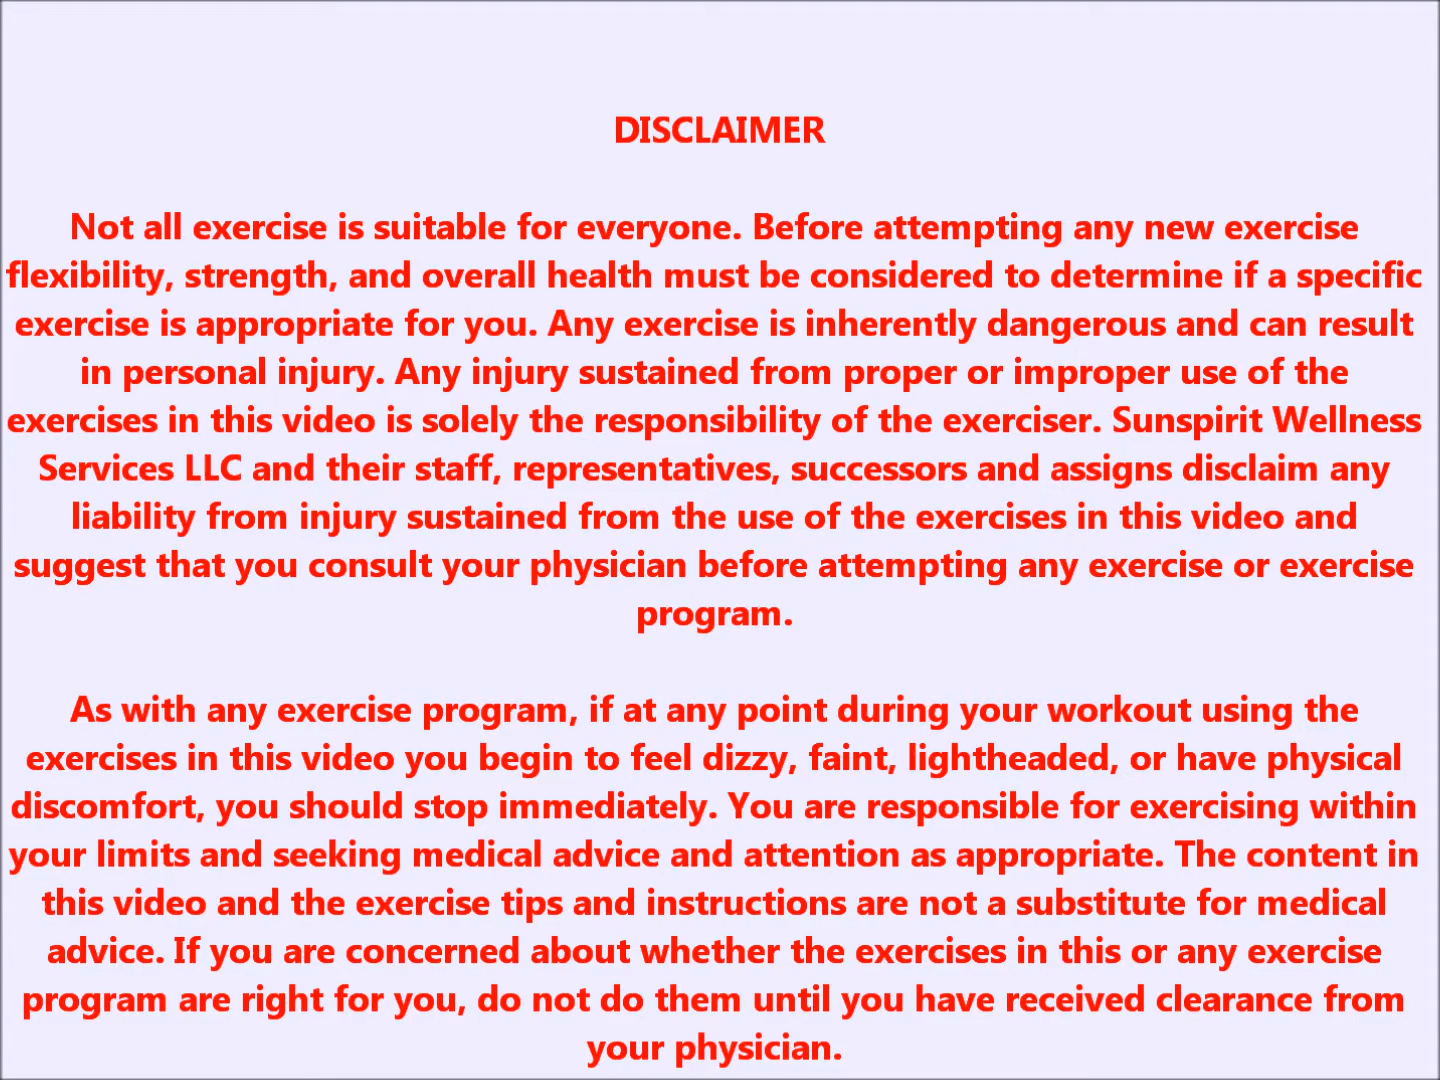 DISCLAIMER
Not all exercise is suitable for everyone. Before attempting any new exercise
flexibility, strength, and overall health must be considered to determine if a specific
exercise is appropriate for you. Any exercise is inherently dangerous and can result
in personal injury. Any injury sustained from proper or improper use of the
exercises in this video is solely the responsibility of the exerciser. Sunspirit Wellness
Services LLC and their staff, representatives, successors and assigns disclaim any
liability from injury sustained from the use of the exercises in this video and
suggest that you consult your physician before attempting any exercise or exercise
program.
As with any exercise program, if at any point during your workout using the
exercises in this video you begin to feel dizzy, faint, lightheaded, or have physical
discomfort, you should stop immediately. You are responsible for exercising within
your limits and seeking medical advice and attention as appropriate. The content in
this video and the exercise tips and instructions are not a substitute for medical
advice. If you are concerned about whether the exercises in this or any exercise
program are right for you, do not do them until you have received clearance from
your physician.